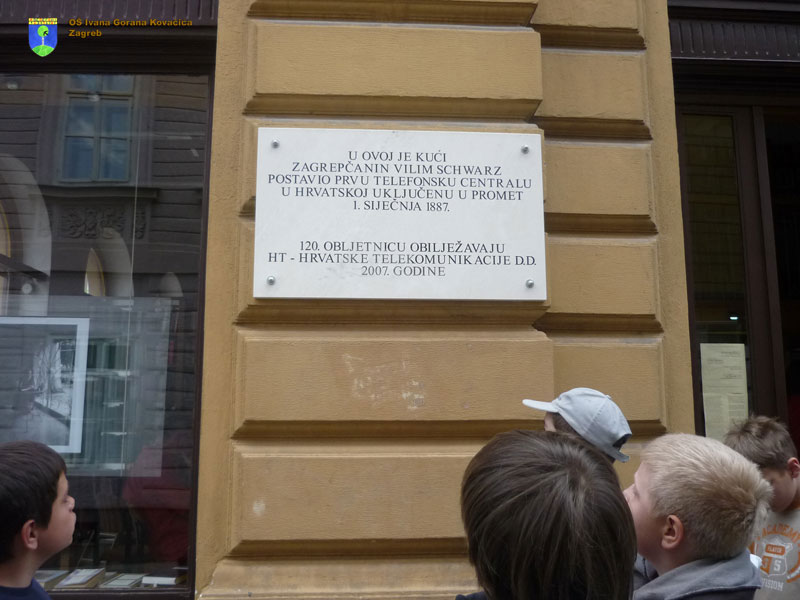 OŠ Ivana Gorana Kovačića
Zagreb
U OVOJ JE KUĆI
ZAGREPČANIN VILIM SCHWARZ
POSTAVIO PRVU TELEFONSKU CENTRALU
U HRVATSKOJ UKLJUČENU U PROMET
1. SIJEČNJA 1887.
120. OBLJETNICU OBILJEŽAVAJU
HT - HRVATSKE TELEKOMUNIKACIJE D.D.
2007. GODINE